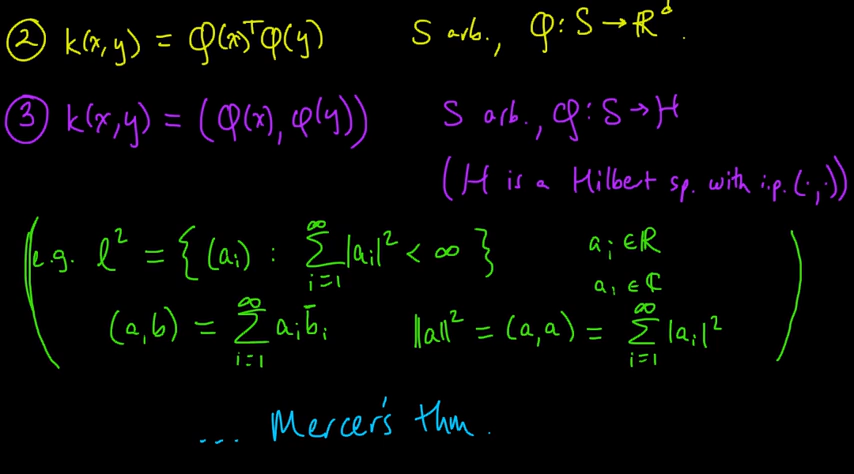 ② k(x,y) = φ(x)ᵀφ(y) S arb., φ: S → ℝᵈ.
③ k(x,y) = (φ(x), φ(y)) S arb., φ: S → H
(H is a Hilbert sp. with i.p. (·,·))
(e.g. ℓ² = { (aᵢ) : ∑_{i=1}^{∞} |aᵢ|² < ∞ } aᵢ ∈ ℝ
aᵢ ∈ ℂ
(a,b) = ∑_{i=1}^{∞} aᵢb̄ᵢ ‖a‖² = (a,a) = ∑_{i=1}^{∞} |aᵢ|² )
... Mercer's thm.